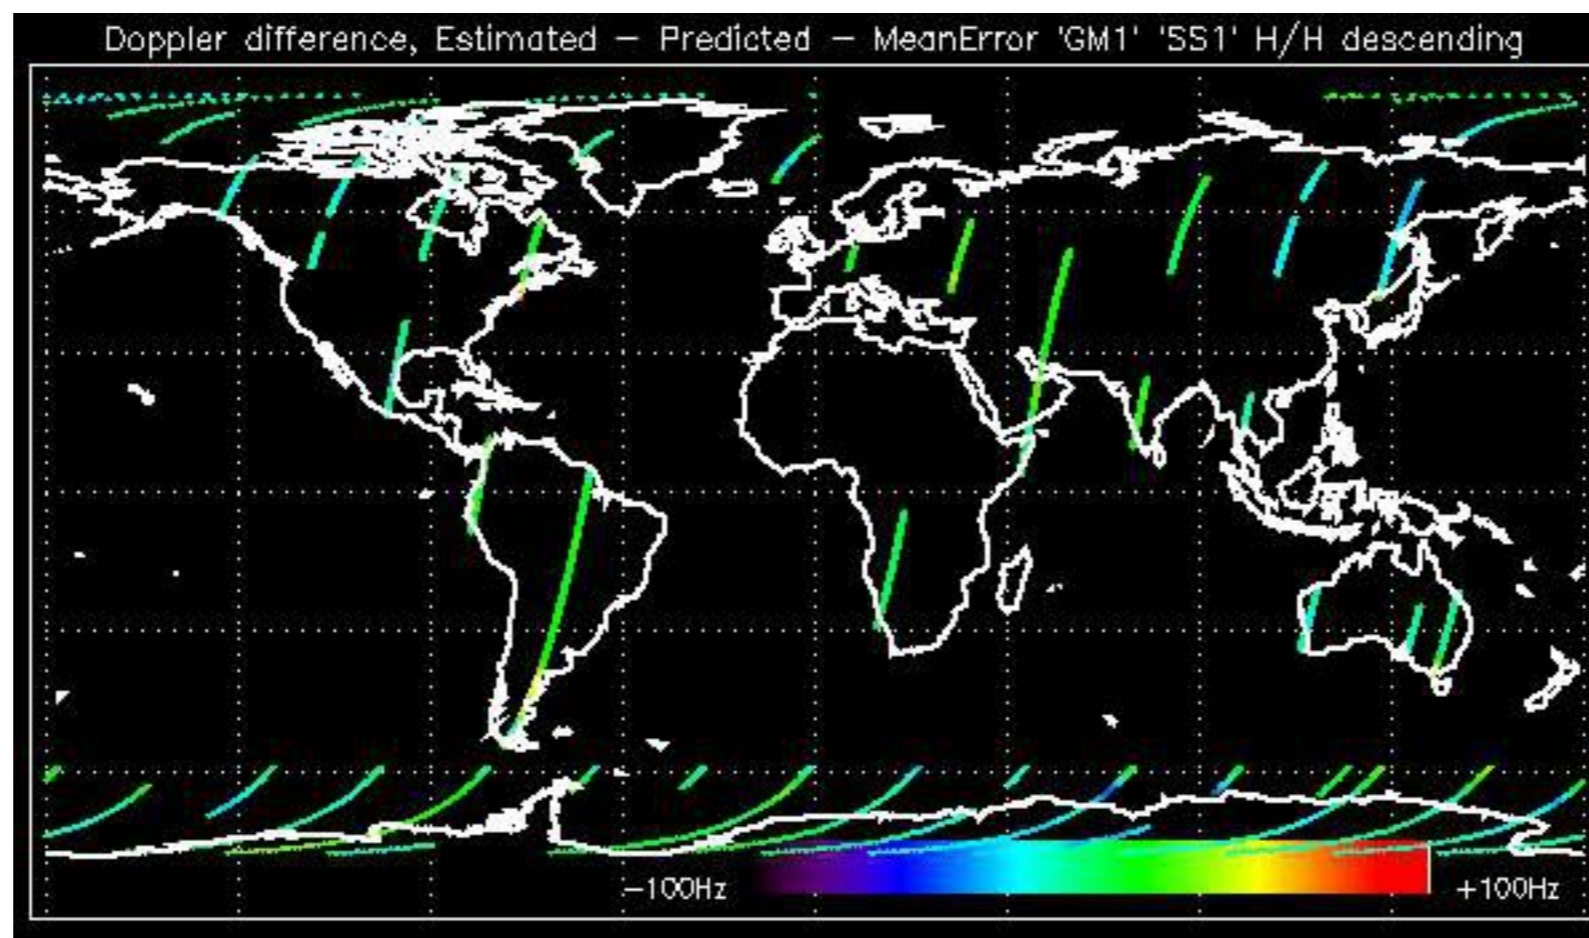 Doppler difference, Estimated – Predicted – MeanError 'GM1' 'SS1' H/H descending
–100Hz +100Hz